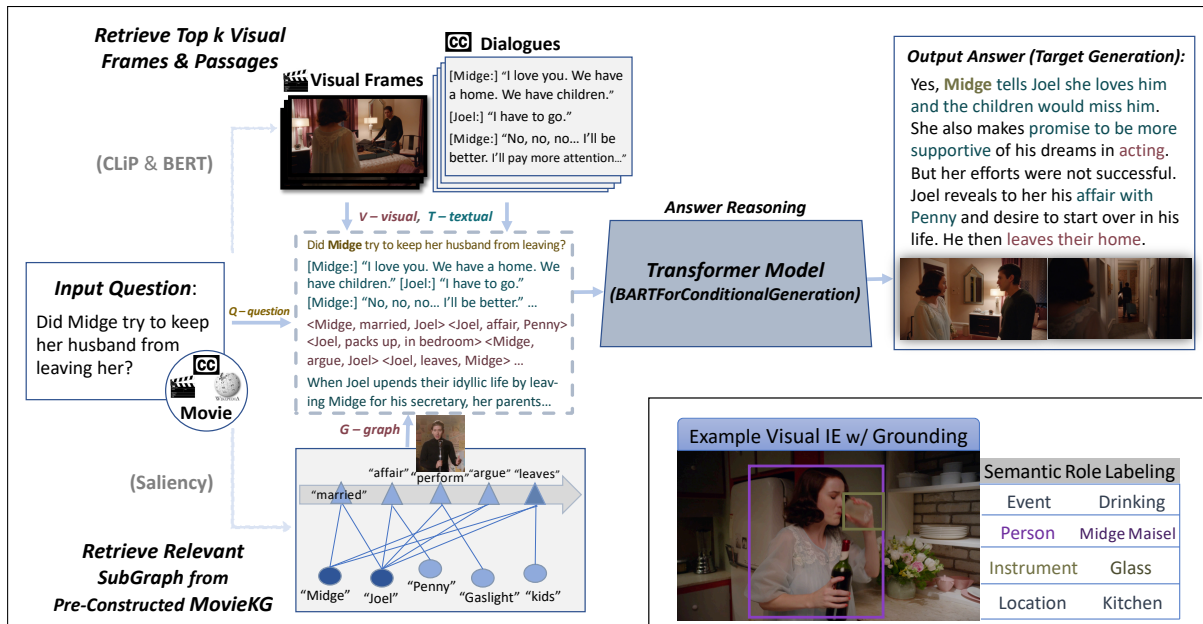 Retrieve Top k Visual
Frames & Passages
CC Dialogues
Visual Frames
[Midge:] “I love you. We have
a home. We have children.”
[Joel:] “I have to go.”
[Midge:] “No, no, no… I’ll be
better. I’ll pay more attention…”
(CLiP & BERT)
V – visual, T – textual
Input Question:
Did Midge try to keep
her husband from
leaving her?
CC
WIKIPEDIA
Movie
Q – question
Did Midge try to keep her husband from leaving?
[Midge:] “I love you. We have a home. We
have children.” [Joel:] “I have to go.”
[Midge:] “No, no, no… I’ll be better.” …
<Midge, married, Joel> <Joel, affair, Penny>
<Joel, packs up, in bedroom> <Midge,
argue, Joel> <Joel, leaves, Midge> …
When Joel upends their idyllic life by leav-
ing Midge for his secretary, her parents…
G – graph
(Saliency)
Retrieve Relevant
SubGraph from
Pre-Constructed MovieKG
“married”
“affair”
“perform”
“argue”
“leaves”
“Midge”
“Joel”
“Penny”
“Gaslight”
“kids”
Answer Reasoning
Transformer Model
(BARTForConditionalGeneration)
Output Answer (Target Generation):
Yes, Midge tells Joel she loves him
and the children would miss him.
She also makes promise to be more
supportive of his dreams in acting.
But her efforts were not successful.
Joel reveals to her his affair with
Penny and desire to start over in his
life. He then leaves their home.
Example Visual IE w/ Grounding
Semantic Role Labeling
Event Drinking
Person Midge Maisel
Instrument Glass
Location Kitchen